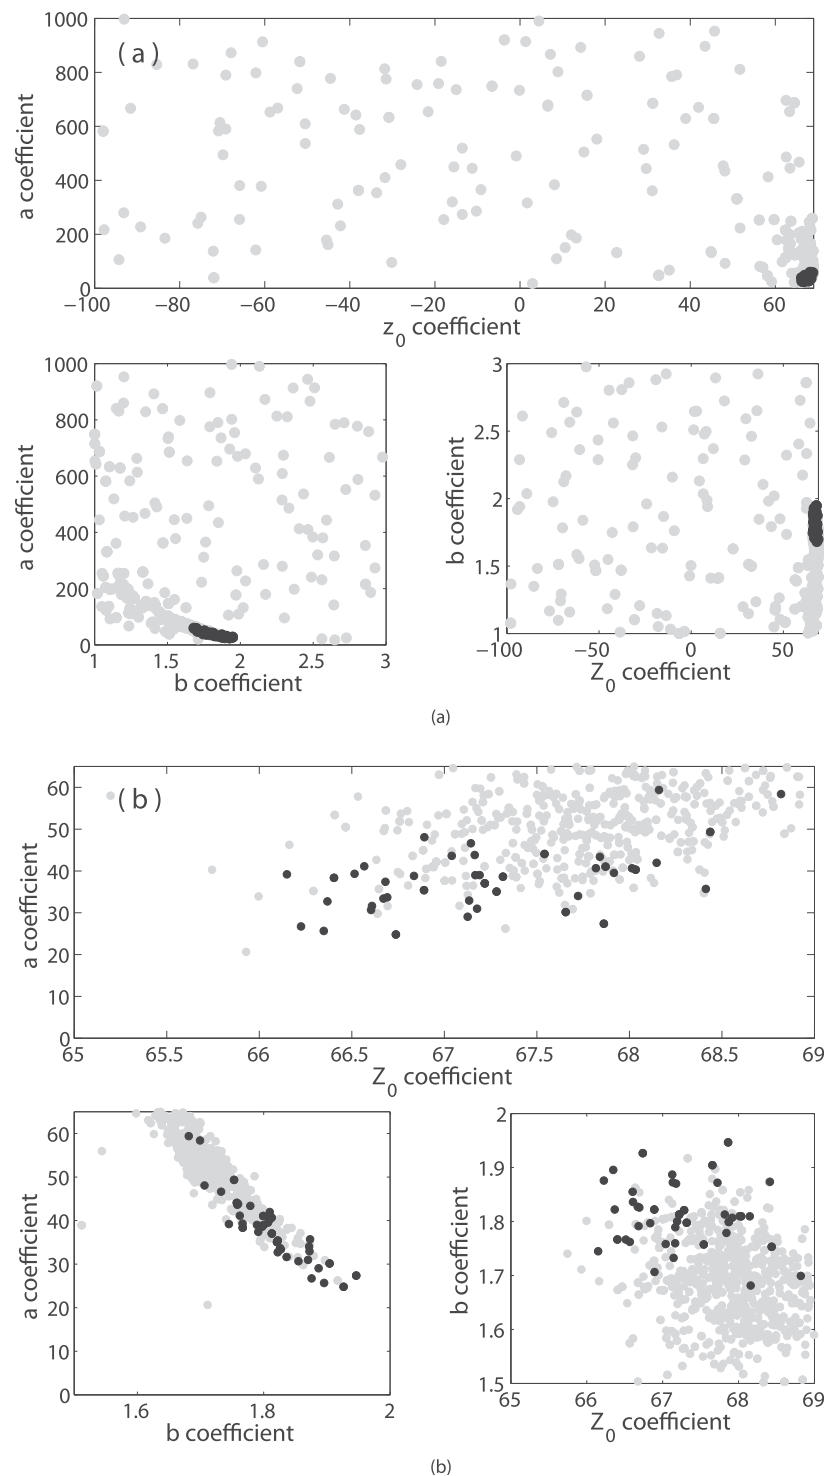 (a)
1000
800
600
400
200
0
a coefficient
−100 −80 −60 −40 −20 0 20 40 60
z0 coefficient
1000
800
600
400
200
0
a coefficient
1 1.5 2 2.5 3
b coefficient
3
2.5
2
1.5
1
b coefficient
−100 −50 0 50
Z0 coefficient
(a)
(b)
60
50
40
30
20
10
0
a coefficient
65 65.5 66 66.5 67 67.5 68 68.5 69
Z0 coefficient
60
50
40
30
20
10
0
a coefficient
1.6 1.8 2
b coefficient
2
1.9
1.8
1.7
1.6
1.5
b coefficient
65 66 67 68 69
Z0 coefficient
(b)